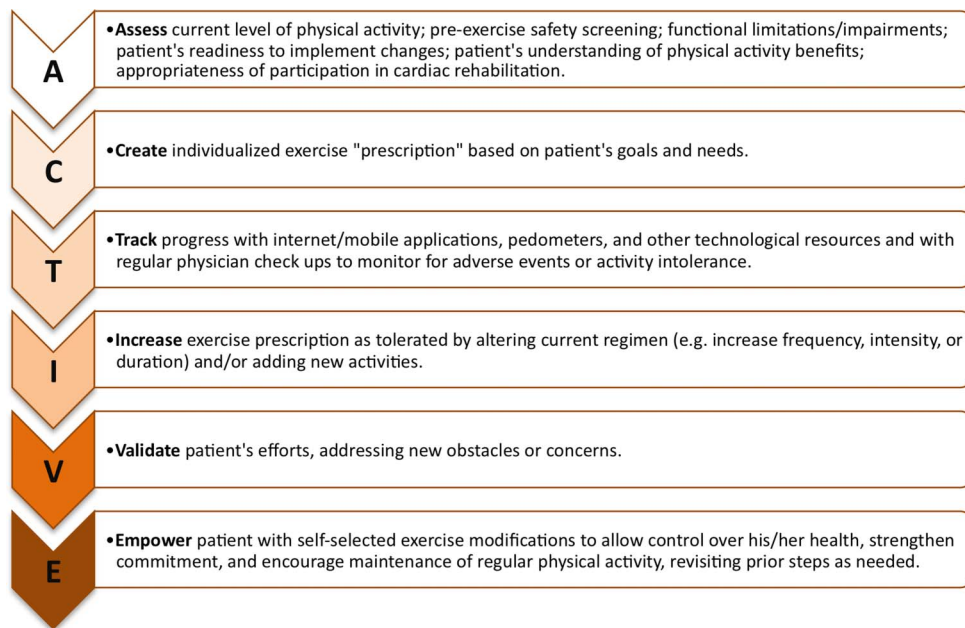 A
•Assess current level of physical activity; pre-exercise safety screening; functional limitations/impairments;
patient's readiness to implement changes; patient's understanding of physical activity benefits;
appropriateness of participation in cardiac rehabilitation.
C
•Create individualized exercise "prescription" based on patient's goals and needs.
T
•Track progress with internet/mobile applications, pedometers, and other technological resources and with
regular physician check ups to monitor for adverse events or activity intolerance.
I
•Increase exercise prescription as tolerated by altering current regimen (e.g. increase frequency, intensity, or
duration) and/or adding new activities.
V
•Validate patient's efforts, addressing new obstacles or concerns.
E
•Empower patient with self-selected exercise modifications to allow control over his/her health, strengthen
commitment, and encourage maintenance of regular physical activity, revisiting prior steps as needed.